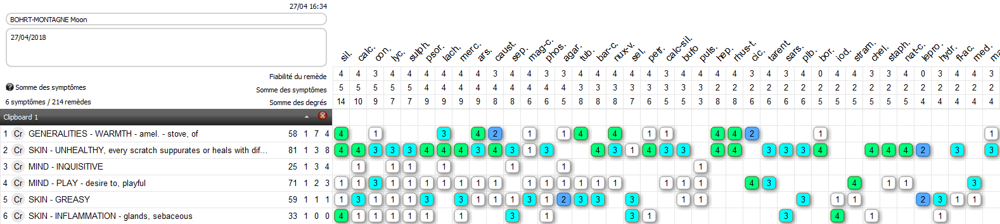 27/04 16:34
BOHRT-MONTAGNE Moon
27/04/2018
sil. calc. con. lyc. sulph. psor. lach. merc. ars. caust. sep. mag-c. phos. agar. tub. bar-c. nux-v. sel. petr. calc-sil. bufo puls. hep. rhus-t. cic. tarent sars. plb. bor. iod. stram. chel. staph. nat-c. lepro. hydr. fl-ac. med. ma
Fiabilité du remède 4 4 3 4 4 4 4 4 4 3 4 4 4 3 3 4 4 4 4 3 4 4 4 4 3 4 3 4 0 4 4 3 4 4 0 3 4 4 3
Somme des symptômes Somme des symptômes 5 5 5 5 5 4 4 4 4 4 4 4 4 4 3 3 3 3 3 3 3 3 2 2 2 2 2 2 2 2 2 2 2 2 2 2 2 2 2
6 symptômes / 214 remèdes Somme des degrés 14 10 9 7 7 9 9 9 9 8 8 6 6 5 8 8 8 7 6 5 5 3 8 8 6 6 6 6 5 5 5 5 5 5 4 4 4 4 4
Clipboard 1
1 Cr GENERALITIES - WARMTH - amel. - stove, of 58 1 7 4 4 1 3 4 2 1 1 4 4 1 1 4 4 2 1 1
2 Cr SKIN - UNHEALTHY, every scratch suppurates or heals with dif... 81 1 3 8 4 4 3 3 3 4 4 4 3 4 3 1 3 4 3 1 4 3 3 4 4 3 3 3 4 4 4 4 2 3 3
3 Cr MIND - INQUISITIVE 25 1 3 4 1 1 1 1 1 1 1
4 Cr MIND - PLAY - desire to, playful 71 1 2 3 1 1 3 1 1 1 1 1 1 1 1 1 1 1 1 1 1 1 1 1 4 3 4 1 1 3
5 Cr SKIN - GREASY 59 1 1 1 1 3 1 1 1 3 3 1 1 1 3 1 2 3 3 3 1 1 3 1 1 2 3 1 1
6 Cr SKIN - INFLAMMATION - glands, sebaceous 33 1 0 0 4 1 1 1 1 1 1 3 1 3 1 3 4 1 1